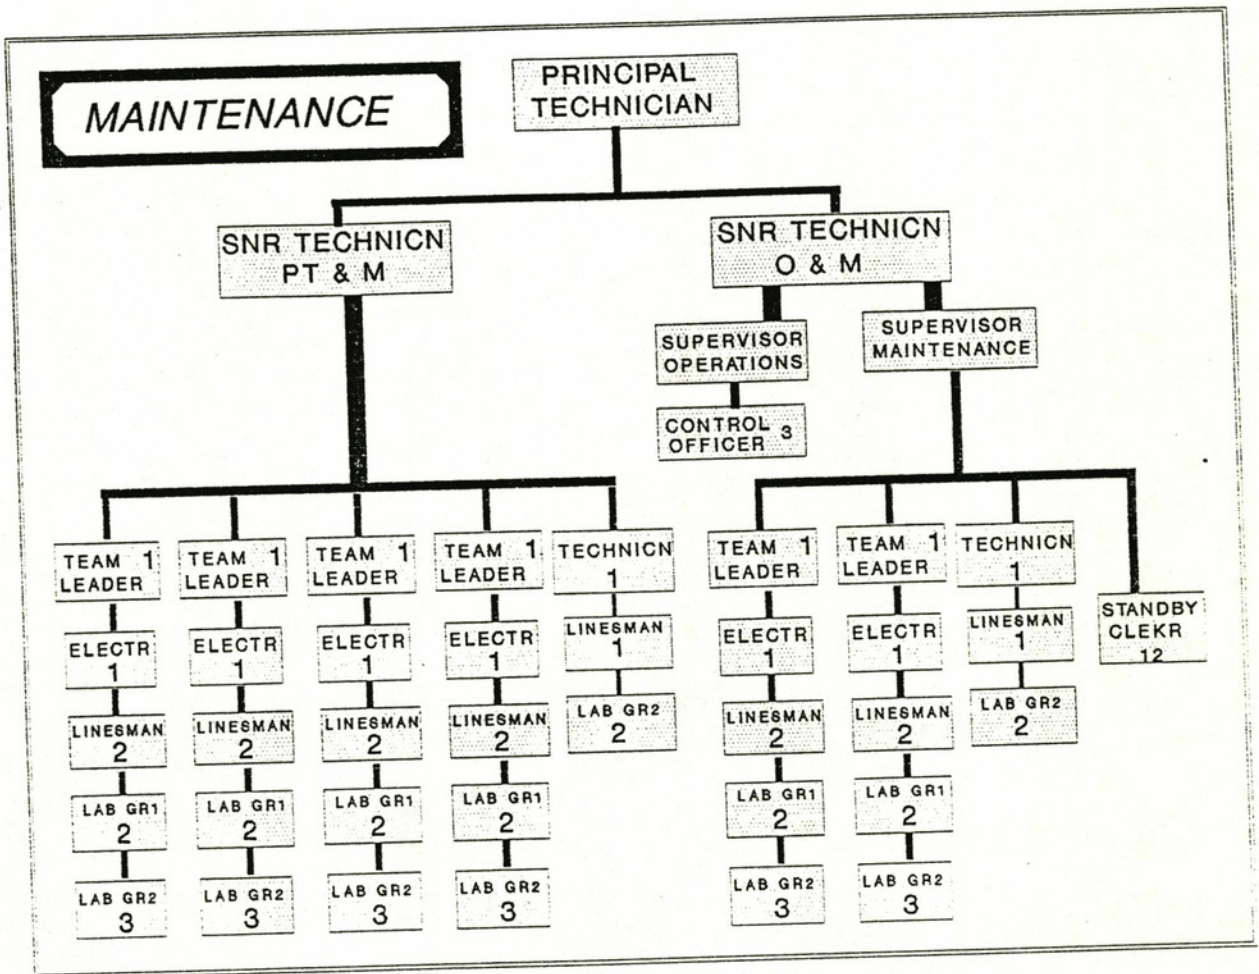 MAINTENANCE
PRINCIPAL
TECHNICIAN
SNR TECHNICN
PT & M
SNR TECHNICN
O & M
SUPERVISOR
OPERATIONS
SUPERVISOR
MAINTENANCE
CONTROL 3
OFFICER
TEAM 1
LEADER
ELECTR
1
LINESMAN
2
LAB GR1
2
LAB GR2
3
TEAM 1
LEADER
ELECTR
1
LINESMAN
2
LAB GR1
2
LAB GR2
3
TEAM 1
LEADER
ELECTR
1
LINESMAN
2
LAB GR1
2
LAB GR2
3
TEAM 1
LEADER
ELECTR
1
LINESMAN
2
LAB GR1
2
LAB GR2
3
TECHNICN
1
LINESMAN
1
LAB GR2
2
TEAM 1
LEADER
ELECTR
1
LINESMAN
2
LAB GR1
2
LAB GR2
3
TEAM 1
LEADER
ELECTR
1
LINESMAN
2
LAB GR1
2
LAB GR2
3
TECHNICN
1
LINESMAN
1
LAB GR2
2
STANDBY
CLEKR
12